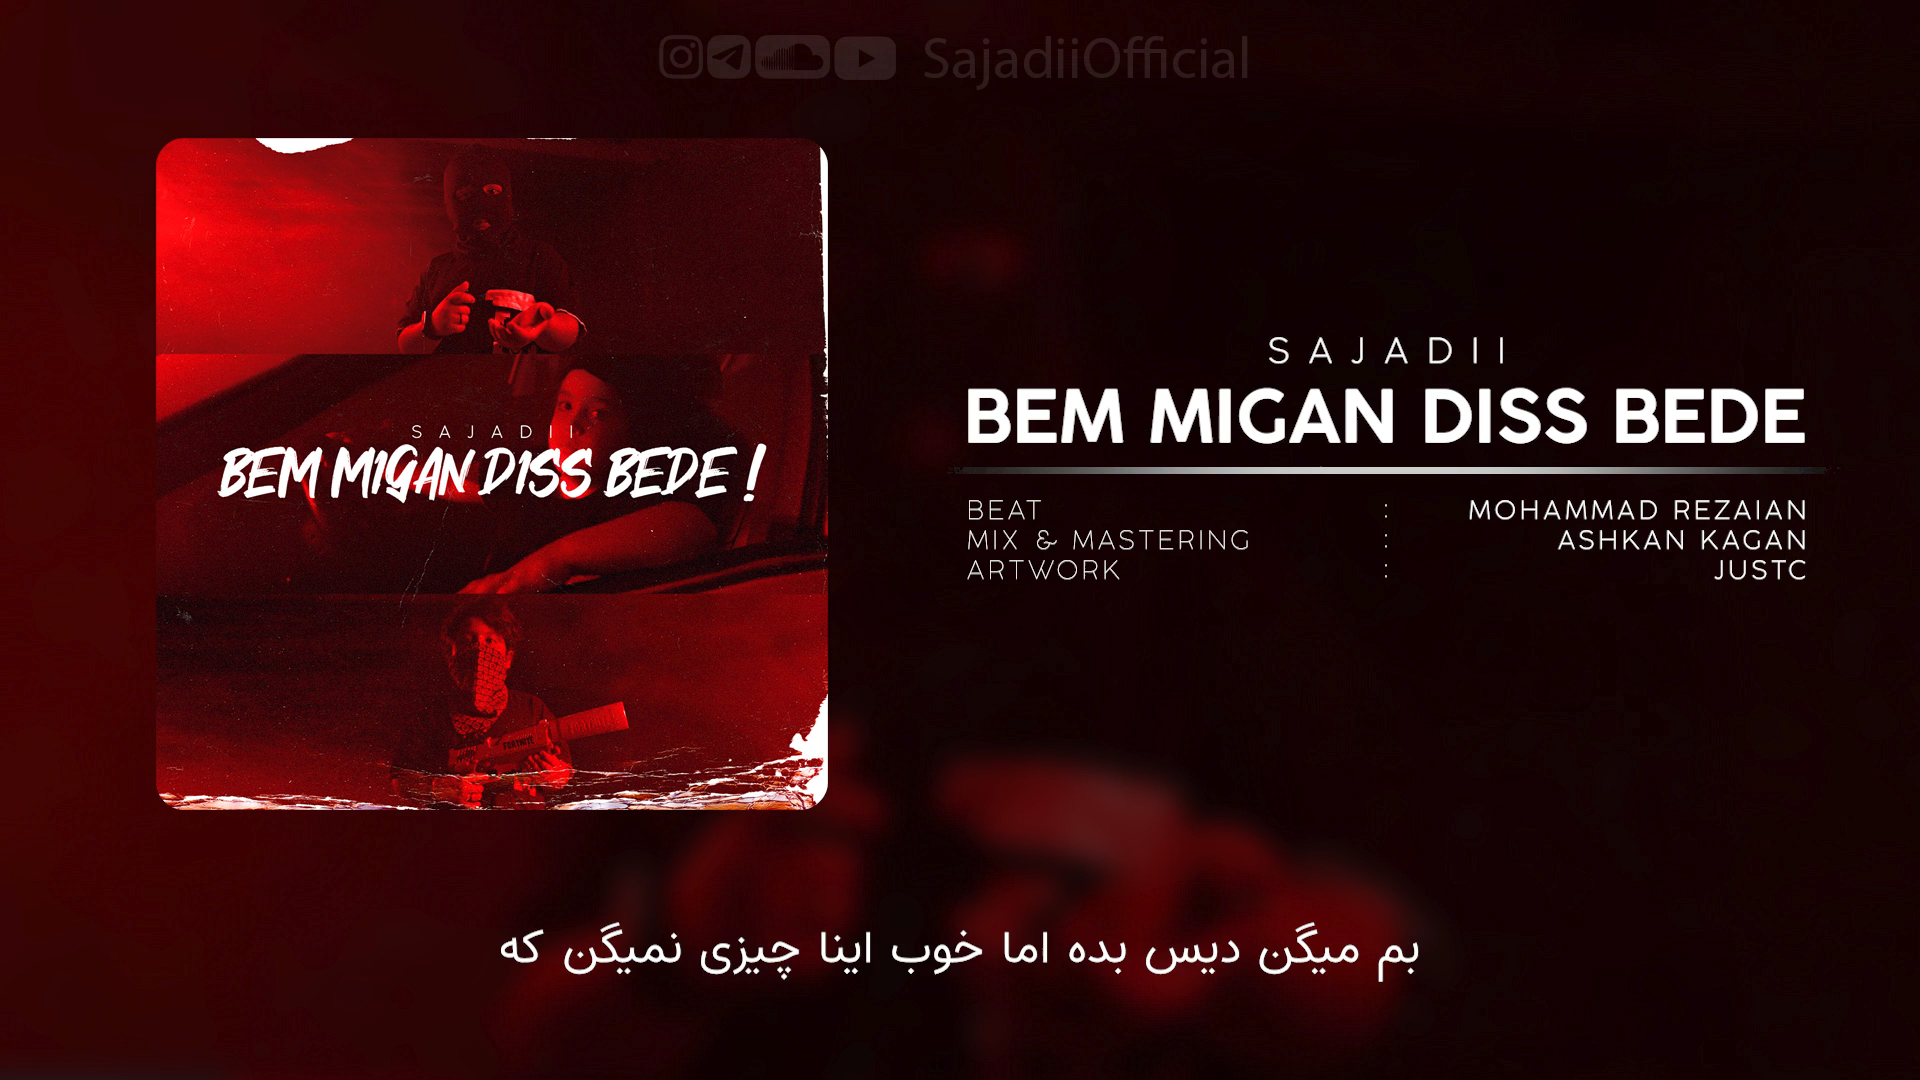 SajadiiOfficial
SAJADII
BEM MIGAN DISS BEDE !
SAJADII
BEM MIGAN DISS BEDE
BEAT : MOHAMMAD REZAIAN
MIX & MASTERING : ASHKAN KAGAN
ARTWORK : JUSTC
بم میگن دیس بده اما خوب اینا چیزی نمیگن که